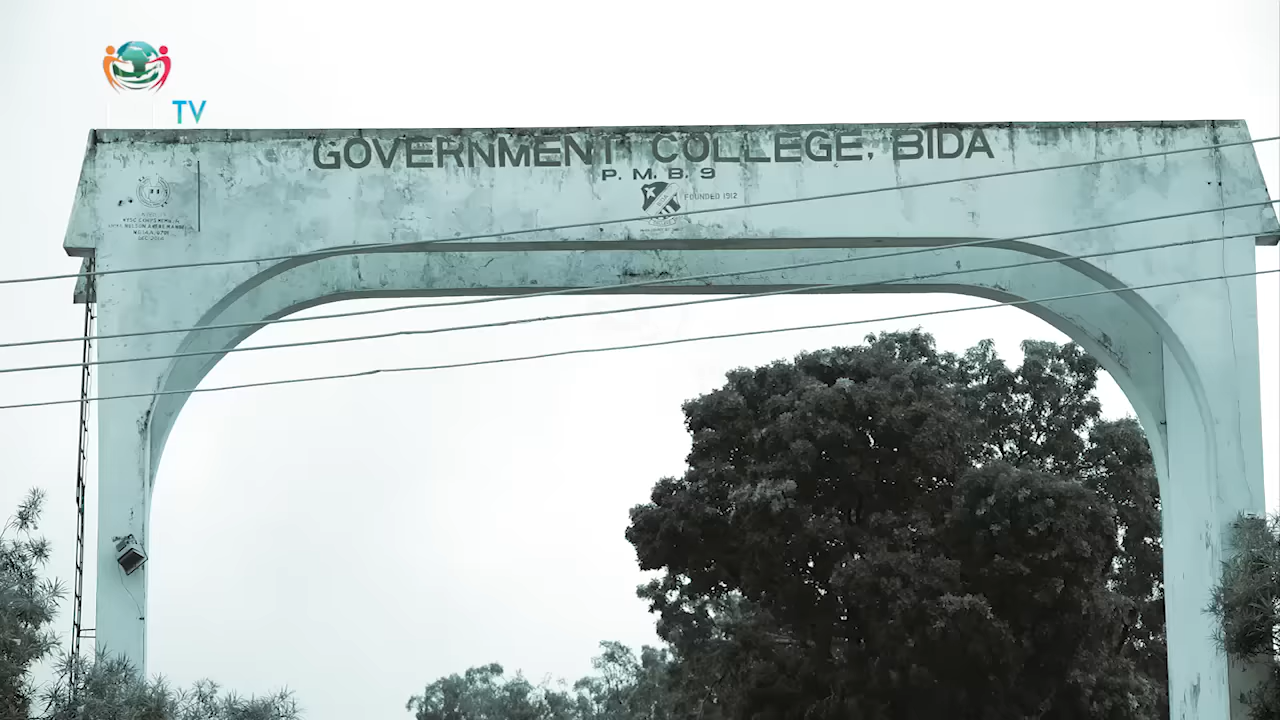 TV
GOVERNMENT COLLEGE, BIDA
P. M. B. 9
FOUNDED 1912